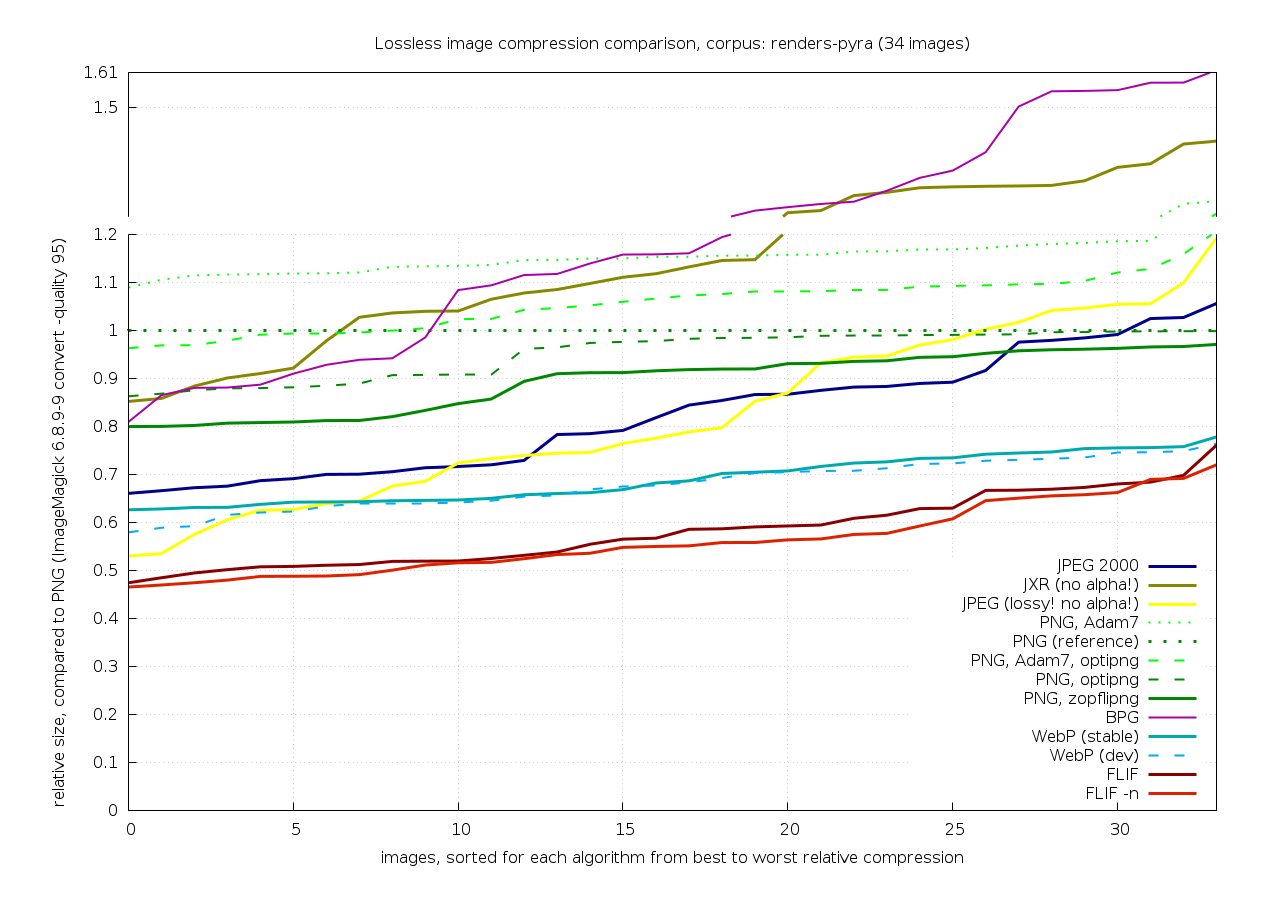 Lossless image compression comparison, corpus: renders-pyra (34 images)
1.61
1.5
1.2
1.1
1
0.9
0.8
0.7
0.6
0.5
0.4
0.3
0.2
0.1
0
relative size, compared to PNG (ImageMagick 6.8.9-9 convert -quality 95)
JPEG 2000
JXR (no alpha!)
JPEG (lossy! no alpha!)
PNG, Adam7
PNG (reference)
PNG, Adam7, optipng
PNG, optipng
PNG, zopflipng
BPG
WebP (stable)
WebP (dev)
FLIF
FLIF -n
0 5 10 15 20 25 30
images, sorted for each algorithm from best to worst relative compression